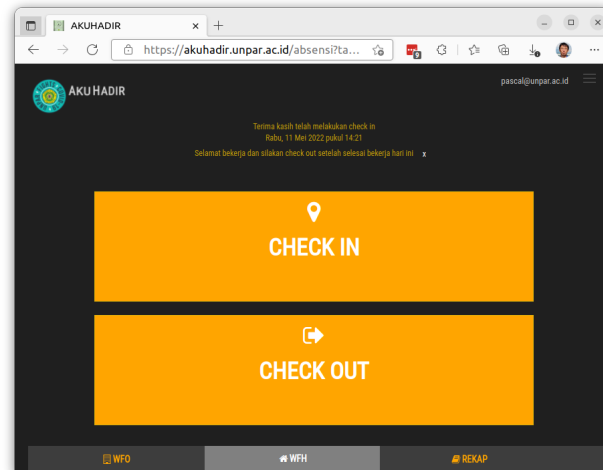 AKUHADIR
https://akuhadir.unpar.ac.id/absensi?ta...
9
AKU HADIR
pascal@unpar.ac.id
Terima kasih telah melakukan check in
Rabu, 11 Mei 2022 pukul 14:21
Selamat bekerja dan silakan check out setelah selesai bekerja hari ini x
CHECK IN
CHECK OUT
WFO WFH REKAP